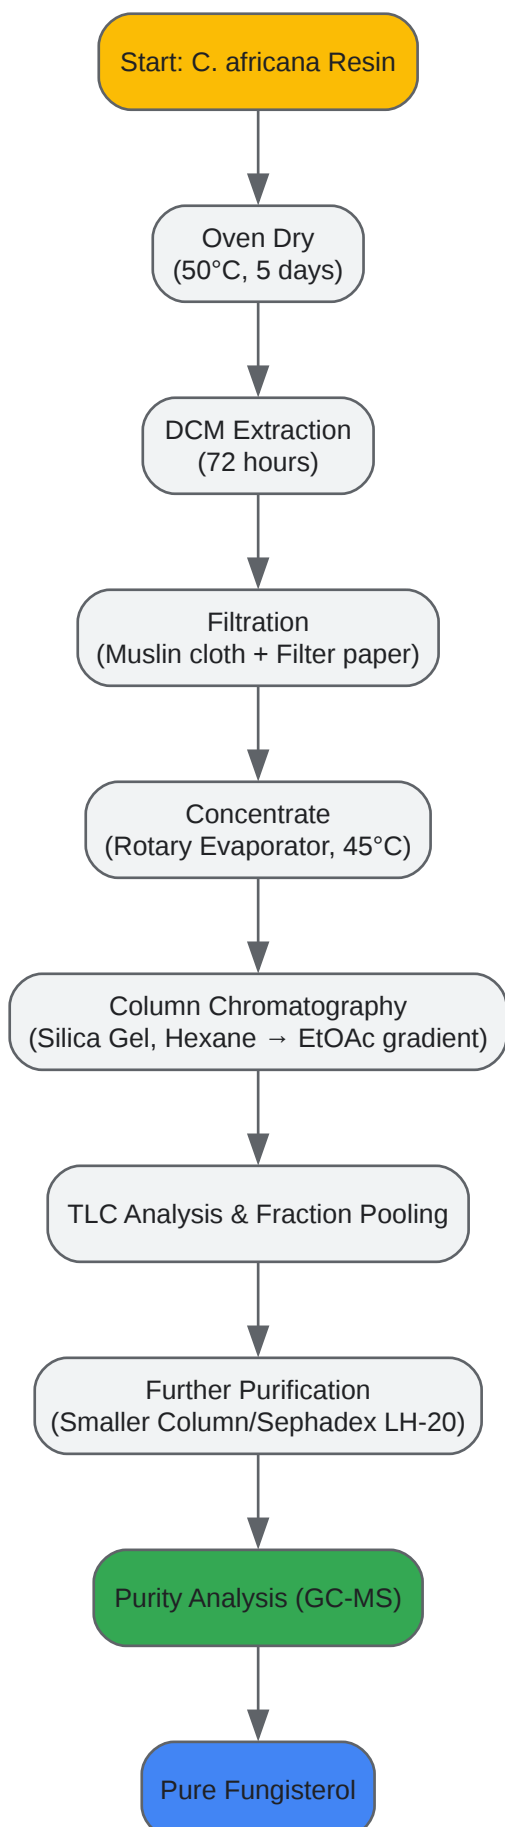 Start: C. africana Resin
Oven Dry
(50°C, 5 days)
DCM Extraction
(72 hours)
Filtration
(Muslin cloth + Filter paper)
Concentrate
(Rotary Evaporator, 45°C)
Column Chromatography
(Silica Gel, Hexane → EtOAc gradient)
TLC Analysis & Fraction Pooling
Further Purification
(Smaller Column/Sephadex LH-20)
Purity Analysis (GC-MS)
Pure Fungisterol